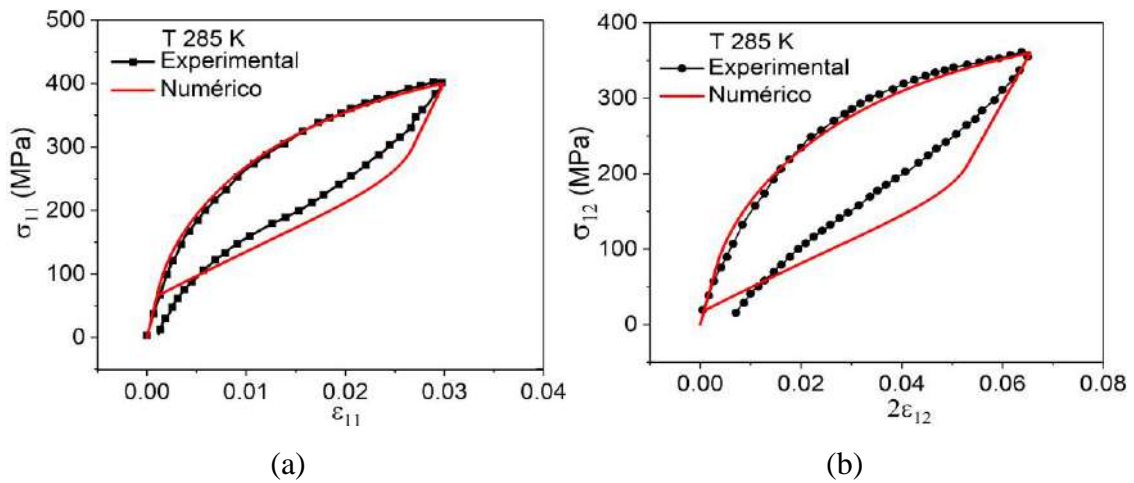 T 285 K
Experimental
Numérico
500
400
300
200
100
0
σ11 (MPa)
0.00 0.01 0.02 0.03 0.04
ε11
(a)
T 285 K
Experimental
Numérico
400
300
200
100
0
σ12 (MPa)
0.00 0.02 0.04 0.06 0.08
2ε12
(b)